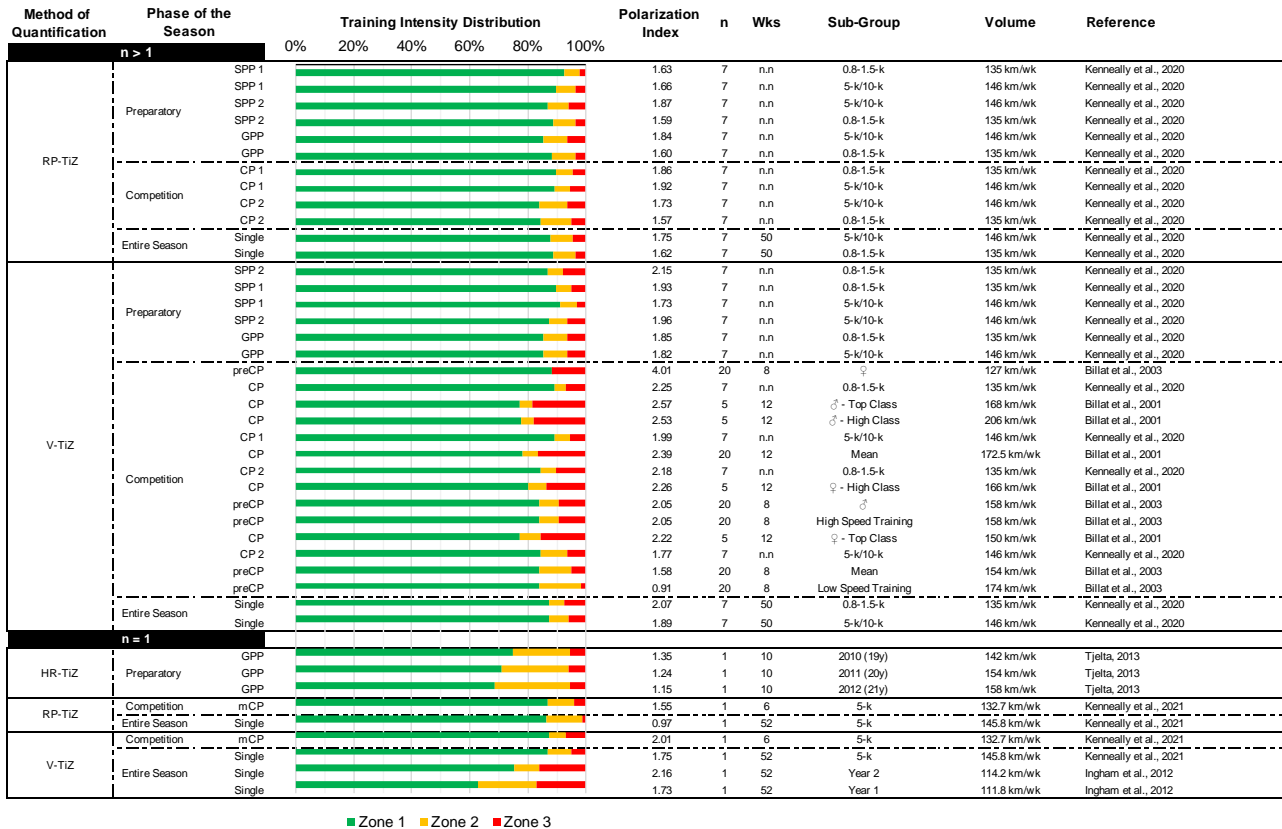 Method of Quantification Phase of the Season Training Intensity Distribution Polarization Index n Wks Sub-Group Volume Reference
n > 1 0% 20% 40% 60% 80% 100%
RP-TiZ
Preparatory
SPP 1 1.63 7 n.n 0.8-1.5-k 135 km/wk Kenneally et al., 2020
SPP 1 1.66 7 n.n 5-k/10-k 146 km/wk Kenneally et al., 2020
SPP 2 1.87 7 n.n 5-k/10-k 146 km/wk Kenneally et al., 2020
SPP 2 1.59 7 n.n 0.8-1.5-k 135 km/wk Kenneally et al., 2020
GPP 1.84 7 n.n 5-k/10-k 146 km/wk Kenneally et al., 2020
GPP 1.60 7 n.n 0.8-1.5-k 135 km/wk Kenneally et al., 2020
Competition
CP 1 1.86 7 n.n 0.8-1.5-k 135 km/wk Kenneally et al., 2020
CP 1 1.92 7 n.n 5-k/10-k 146 km/wk Kenneally et al., 2020
CP 2 1.73 7 n.n 5-k/10-k 146 km/wk Kenneally et al., 2020
CP 2 1.57 7 n.n 0.8-1.5-k 135 km/wk Kenneally et al., 2020
Entire Season
Single 1.75 7 50 5-k/10-k 146 km/wk Kenneally et al., 2020
Single 1.62 7 50 0.8-1.5-k 135 km/wk Kenneally et al., 2020
V-TiZ
Preparatory
SPP 2 2.15 7 n.n 0.8-1.5-k 135 km/wk Kenneally et al., 2020
SPP 1 1.93 7 n.n 0.8-1.5-k 135 km/wk Kenneally et al., 2020
SPP 1 1.73 7 n.n 5-k/10-k 146 km/wk Kenneally et al., 2020
SPP 2 1.96 7 n.n 5-k/10-k 146 km/wk Kenneally et al., 2020
GPP 1.85 7 n.n 0.8-1.5-k 135 km/wk Kenneally et al., 2020
GPP 1.82 7 n.n 5-k/10-k 146 km/wk Kenneally et al., 2020
Competition
preCP 4.01 20 8 ♀ 127 km/wk Billat et al., 2003
CP 2.25 7 n.n 0.8-1.5-k 135 km/wk Kenneally et al., 2020
CP 2.57 5 12 ♂ - Top Class 168 km/wk Billat et al., 2001
CP 2.53 5 12 ♂ - High Class 206 km/wk Billat et al., 2001
CP 1 1.99 7 n.n 5-k/10-k 146 km/wk Kenneally et al., 2020
CP 2.39 20 12 Mean 172.5 km/wk Billat et al., 2001
CP 2 2.18 7 n.n 0.8-1.5-k 135 km/wk Kenneally et al., 2020
CP 2.26 5 12 ♀ - High Class 166 km/wk Billat et al., 2001
preCP 2.05 20 8 ♂ 158 km/wk Billat et al., 2003
preCP 2.05 20 8 High Speed Training 158 km/wk Billat et al., 2003
CP 2.22 5 12 ♀ - Top Class 150 km/wk Billat et al., 2001
CP 2 1.77 7 n.n 5-k/10-k 146 km/wk Kenneally et al., 2020
preCP 1.58 20 8 Mean 154 km/wk Billat et al., 2003
preCP 0.91 20 8 Low Speed Training 174 km/wk Billat et al., 2003
Entire Season
Single 2.07 7 50 0.8-1.5-k 135 km/wk Kenneally et al., 2020
Single 1.89 7 50 5-k/10-k 146 km/wk Kenneally et al., 2020
n = 1
HR-TiZ
Preparatory
GPP 1.35 1 10 2010 (19y) 142 km/wk Tjelta, 2013
GPP 1.24 1 10 2011 (20y) 154 km/wk Tjelta, 2013
GPP 1.15 1 10 2012 (21y) 158 km/wk Tjelta, 2013
RP-TiZ
Competition mCP 1.55 1 6 5-k 132.7 km/wk Kenneally et al., 2021
Entire Season Single 0.97 1 52 5-k 145.8 km/wk Kenneally et al., 2021
V-TiZ
Competition mCP 2.01 1 6 5-k 132.7 km/wk Kenneally et al., 2021
Entire Season
Single 1.75 1 52 5-k 145.8 km/wk Kenneally et al., 2021
Single 2.16 1 52 Year 2 114.2 km/wk Ingham et al., 2012
Single 1.73 1 52 Year 1 111.8 km/wk Ingham et al., 2012
Zone 1 Zone 2 Zone 3